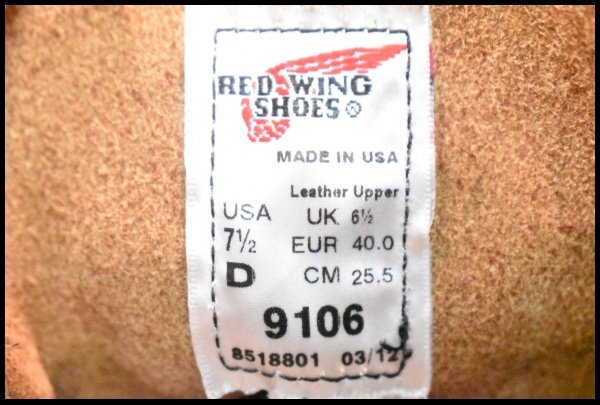 RED WING
SHOES®
MADE IN USA
Leather Upper
USA UK 6½
7½ EUR 40.0
D CM 25.5
9106
8518801 03/12